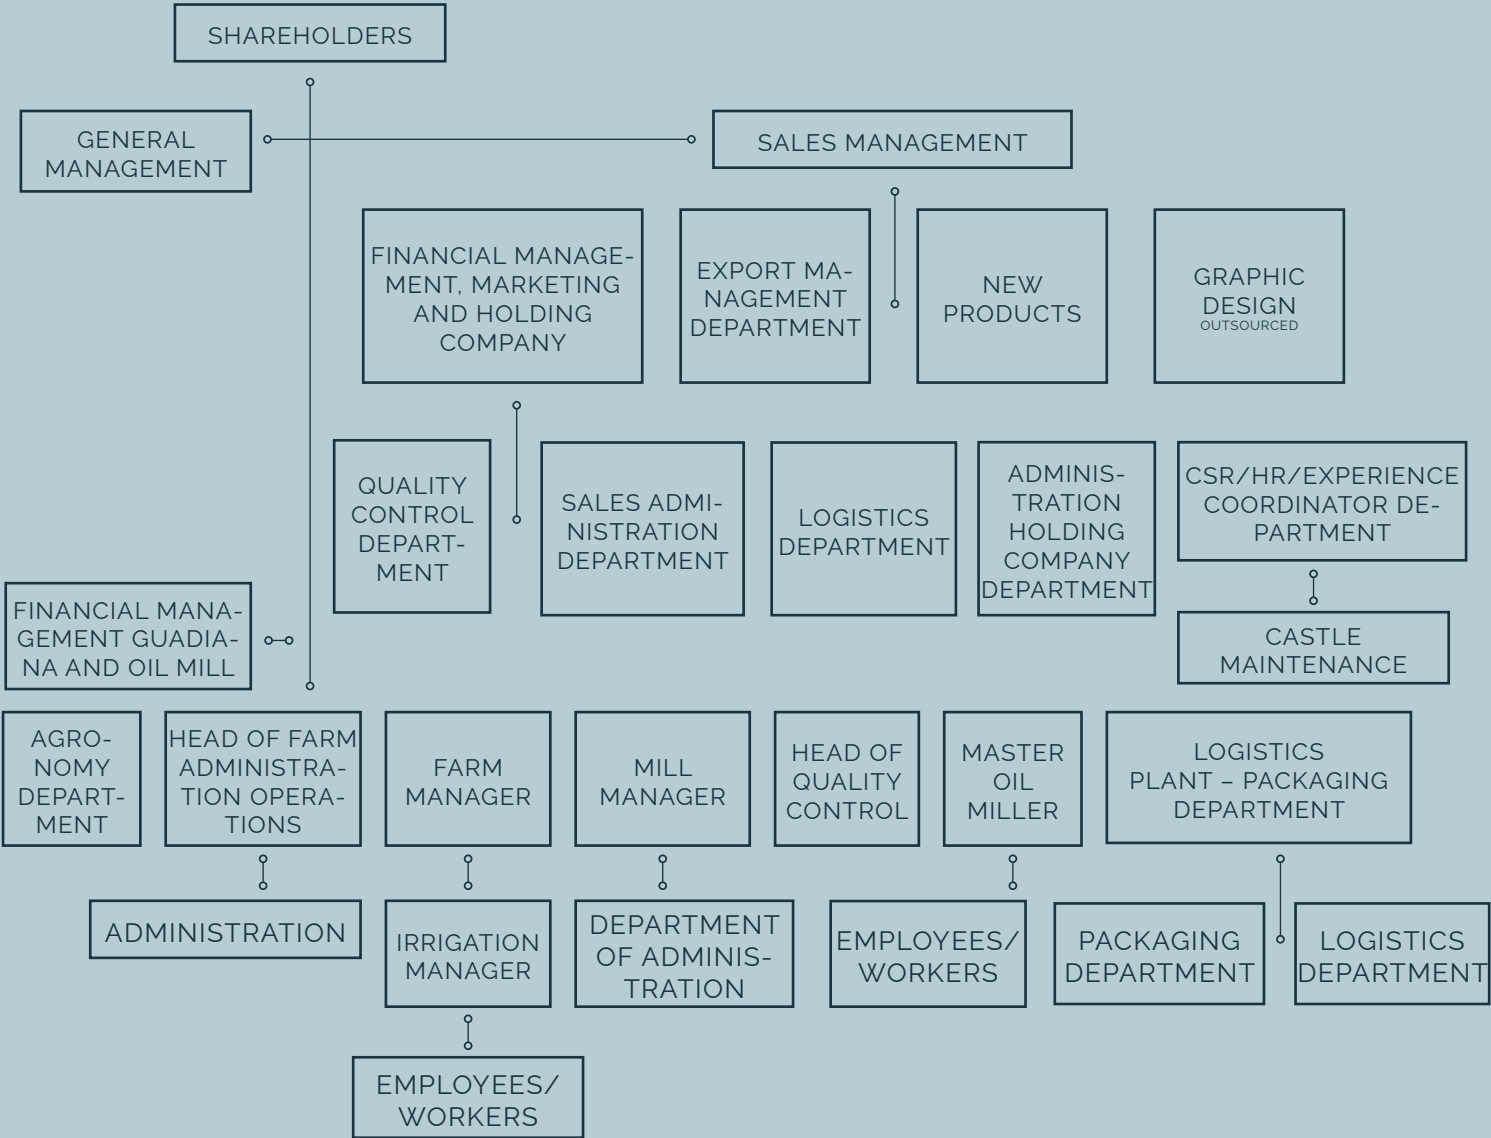 SHAREHOLDERS
GENERAL
MANAGEMENT
SALES MANAGEMENT
FINANCIAL MANAGE-
MENT, MARKETING
AND HOLDING
COMPANY
EXPORT MA-
NAGEMENT
DEPARTMENT
NEW
PRODUCTS
GRAPHIC
DESIGN
OUTSOURCED
QUALITY
CONTROL
DEPART-
MENT
SALES ADMI-
NISTRATION
DEPARTMENT
LOGISTICS
DEPARTMENT
ADMINIS-
TRATION
HOLDING
COMPANY
DEPARTMENT
CSR/HR/EXPERIENCE
COORDINATOR DE-
PARTMENT
CASTLE
MAINTENANCE
FINANCIAL MANA-
GEMENT GUADIA-
NA AND OIL MILL
AGRO-
NOMY
DEPART-
MENT
HEAD OF FARM
ADMINISTRA-
TION OPERA-
TIONS
FARM
MANAGER
MILL
MANAGER
HEAD OF
QUALITY
CONTROL
MASTER
OIL
MILLER
LOGISTICS
PLANT – PACKAGING
DEPARTMENT
ADMINISTRATION
IRRIGATION
MANAGER
DEPARTMENT
OF ADMINIS-
TRATION
EMPLOYEES/
WORKERS
PACKAGING
DEPARTMENT
LOGISTICS
DEPARTMENT
EMPLOYEES/
WORKERS